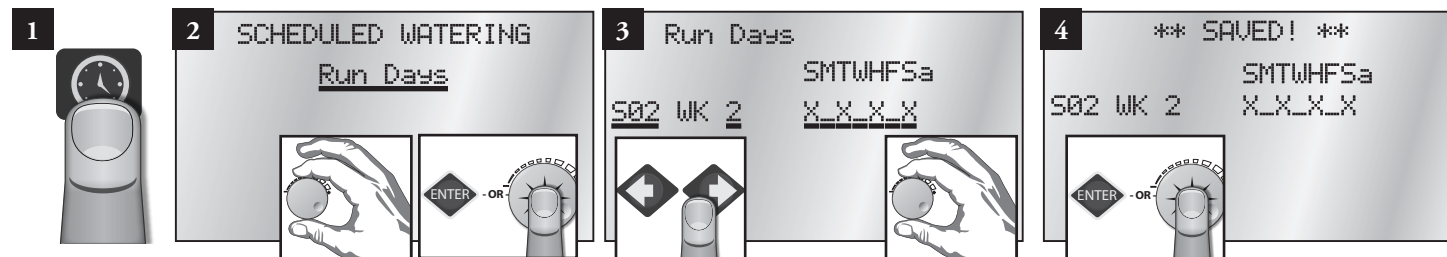 1
2
SCHEDULED WATERING
Run Days
ENTER -OR-
3
Run Days
SMTWHFSa
S02 WK 2 X_X_X_X
4
** SAVED! **
SMTWHFSa
S02 WK 2 X_X_X_X
ENTER -OR-